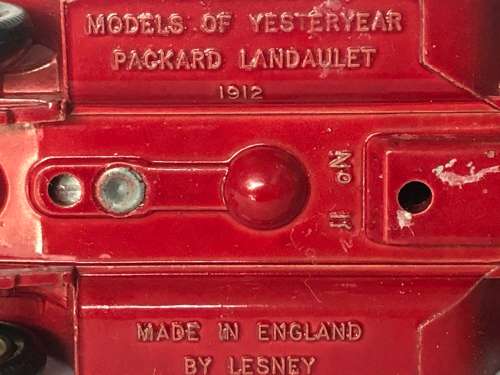 MODELS OF YESTERYEAR
PACKARD LANDAULET
1912
No 11
MADE IN ENGLAND
BY LESNEY